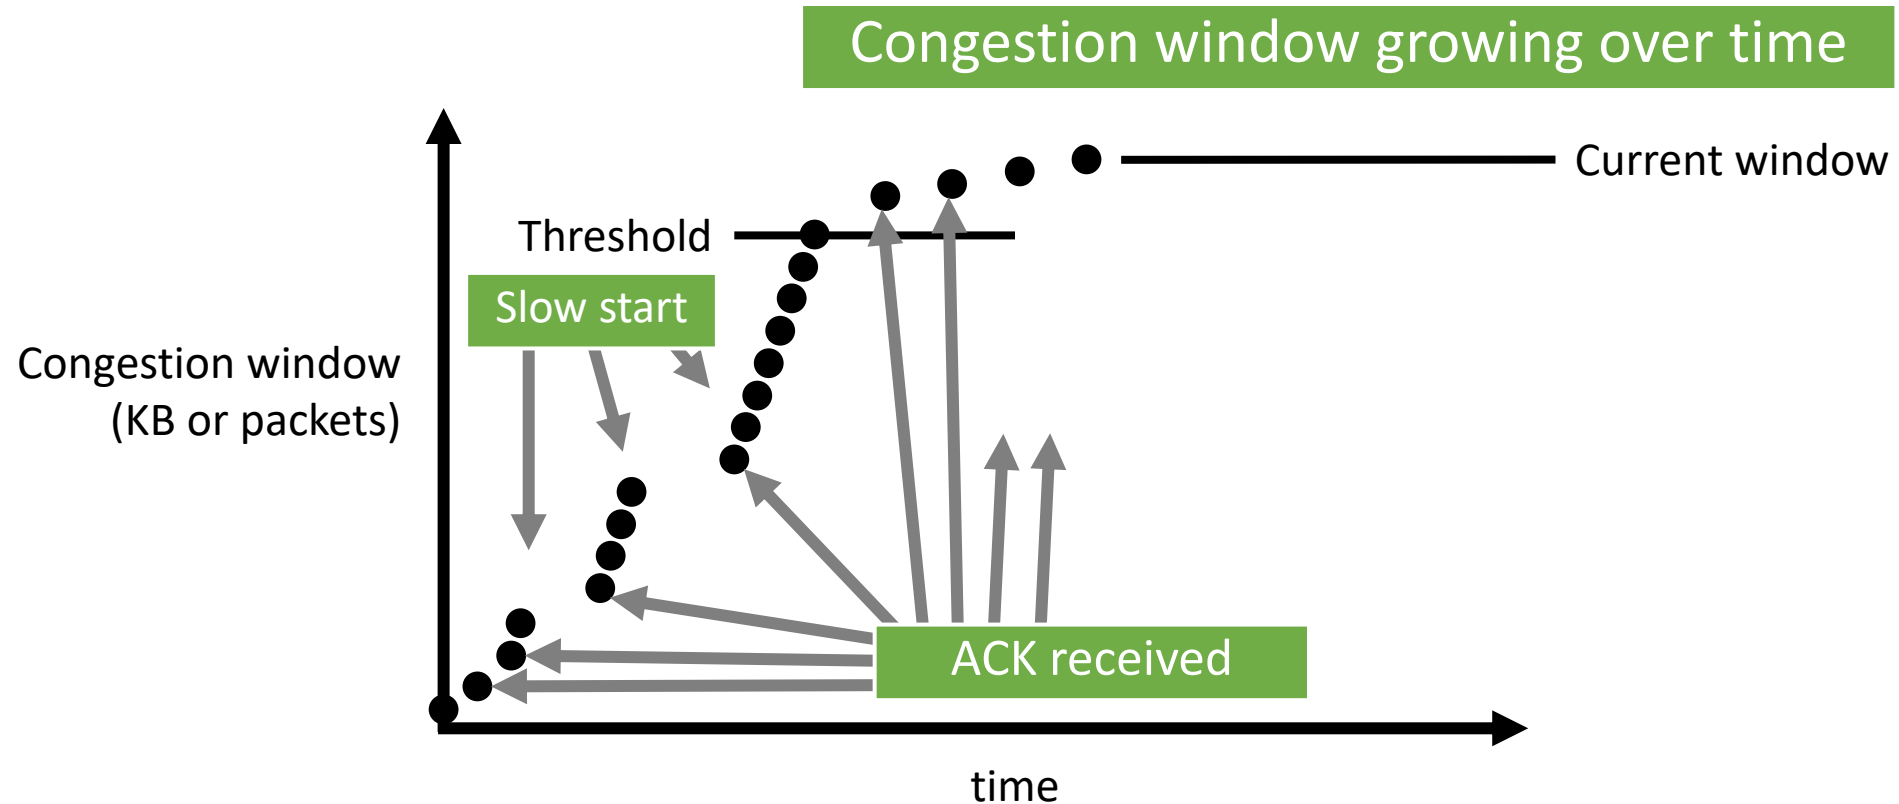 Congestion window growing over time
Current window
Threshold
Slow start
Congestion window
(KB or packets)
ACK received
time